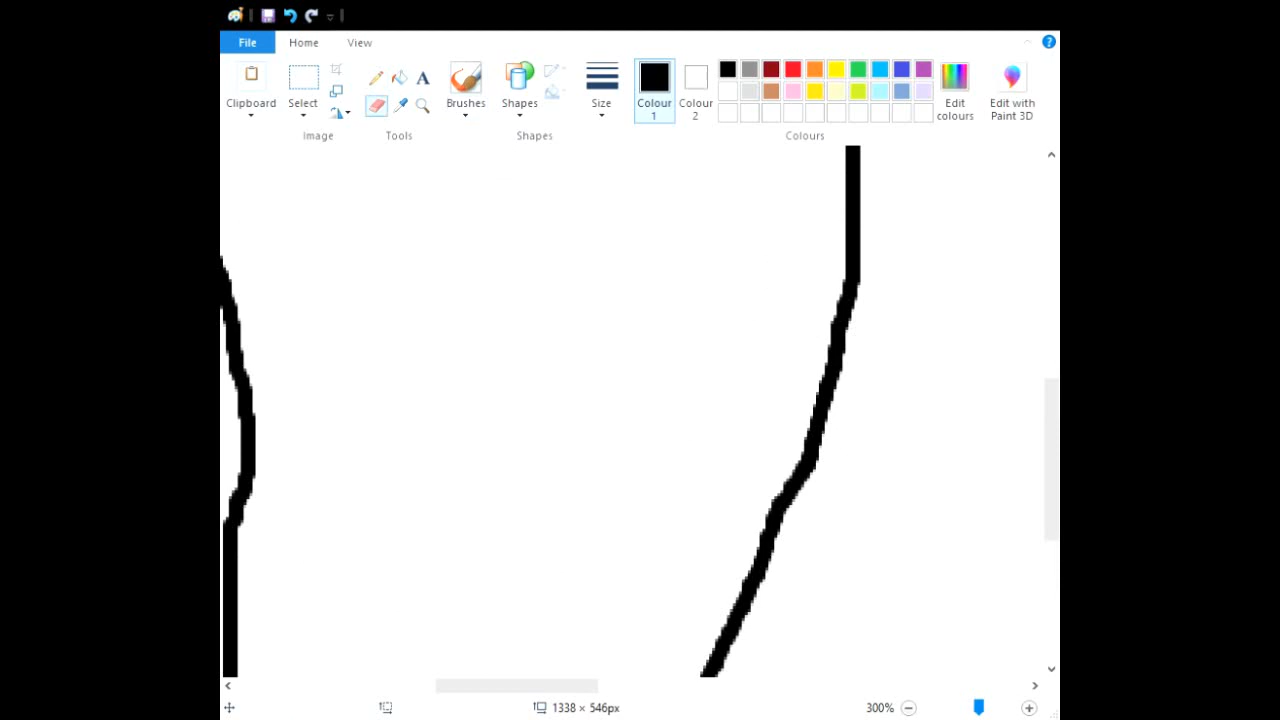 File Home View
Clipboard Select Brushes Shapes Size Colour 1 Colour 2 Edit colours Edit with Paint 3D
Image Tools Shapes Colours
1338 × 546px 300%